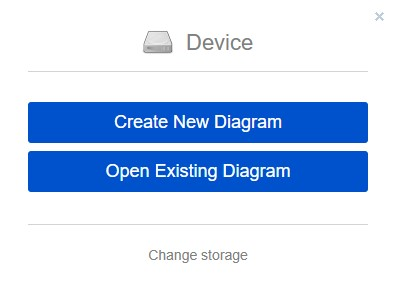 Device
Create New Diagram
Open Existing Diagram
Change storage